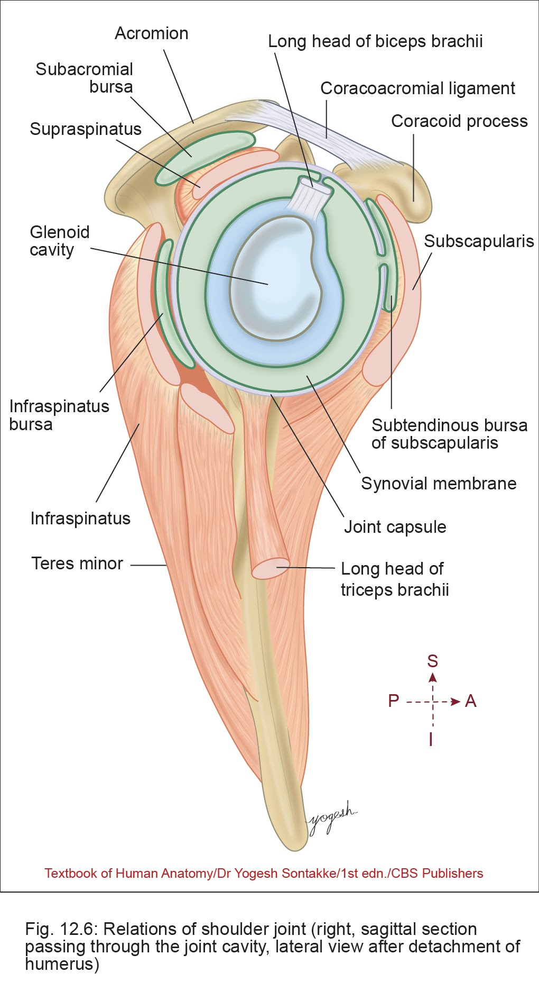 Acromion
Long head of biceps brachii
Subacromial
bursa
Coracoacromial ligament
Supraspinatus
Coracoid process
Glenoid
cavity
Subscapularis
Infraspinatus
bursa
Subtendinous bursa
of subscapularis
Synovial membrane
Infraspinatus
Joint capsule
Teres minor
Long head of
triceps brachii
S
P
A
I
yogesh
Textbook of Human Anatomy/Dr Yogesh Sontakke/1st edn./CBS Publishers
Fig. 12.6: Relations of shoulder joint (right, sagittal section
passing through the joint cavity, lateral view after detachment of
humerus)